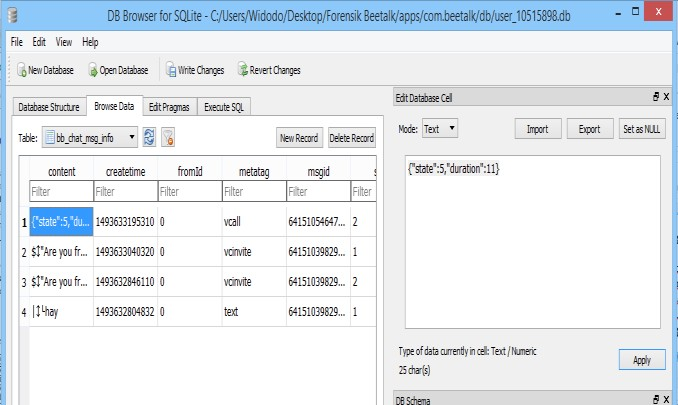 DB Browser for SQLite - C:/Users/Widodo/Desktop/Forensik Beetalk/apps/com.beetalk/db/user_10515898.db
File Edit View Help
New Database Open Database Write Changes Revert Changes
Database Structure Browse Data Edit Pragmas Execute SQL
Table: bb_chat_msg_info New Record Delete Record
content createtime fromId metatag msgid s
Filter Filter Filter Filter Filter Filter
1 {"state":5,"du... 1493633195310 0 vcall 64151054647... 2
2 $↕"Are you fr... 1493633040320 0 vcinvite 64151039829... 1
3 $↕"Are you fr... 1493632846110 0 vcinvite 64151039829... 2
4 |↕└hay 1493632804832 0 text 64151039829... 1
Edit Database Cell
Mode: Text Import Export Set as NULL
{"state":5,"duration":11}
Type of data currently in cell: Text / Numeric
25 char(s)
Apply
DB Schema